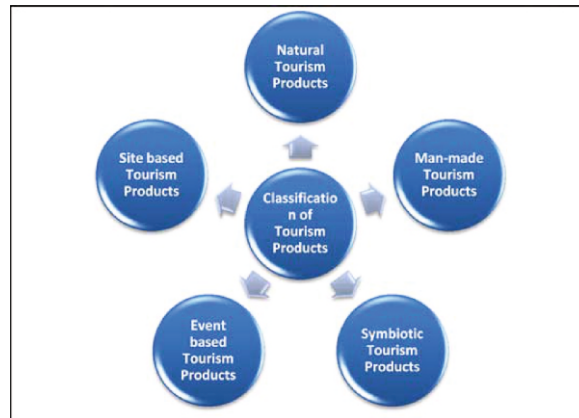 Natural
Tourism
Products
Site based
Tourism
Products
Man-made
Tourism
Products
Classificatio
n of
Tourism
Products
Event
based
Tourism
Products
Symbiotic
Tourism
Products